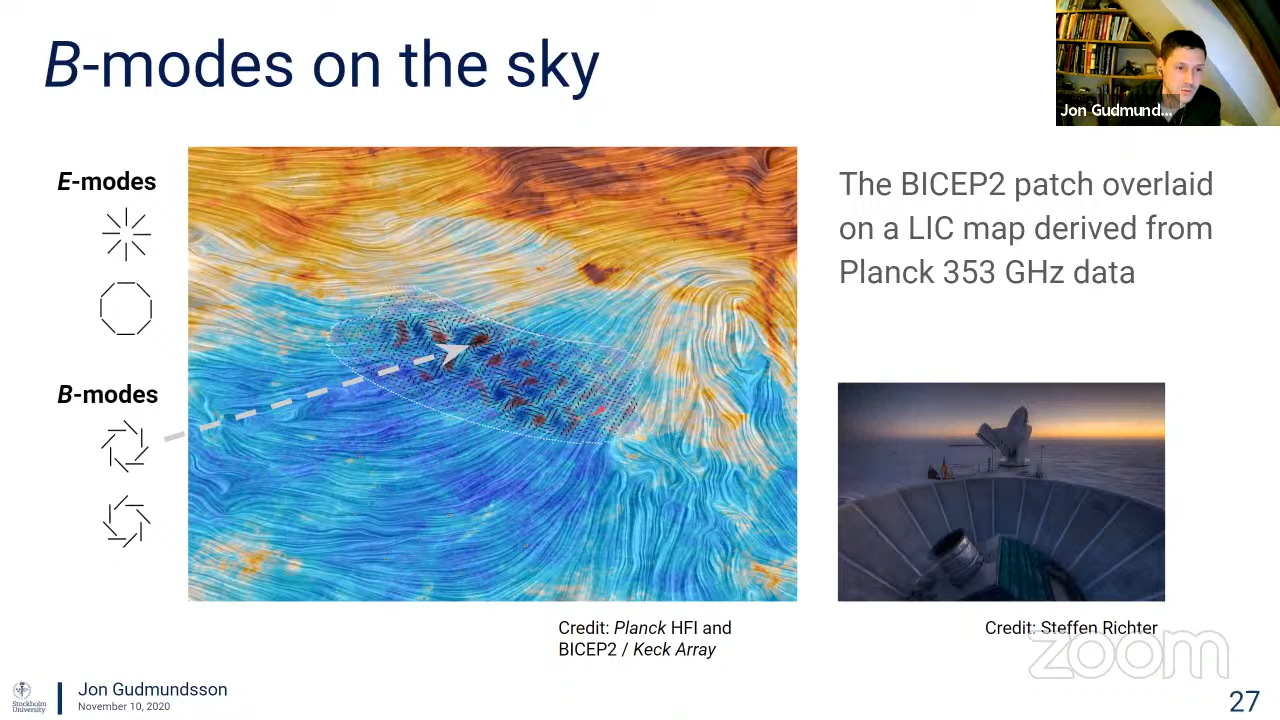 B-modes on the sky
Jon Gudmund...
E-modes
B-modes
The BICEP2 patch overlaid
on a LIC map derived from
Planck 353 GHz data
Credit: Planck HFI and
BICEP2 / Keck Array
Credit: Steffen Richter
zoom
Stockholm
University
Jon Gudmundsson
November 10, 2020
27